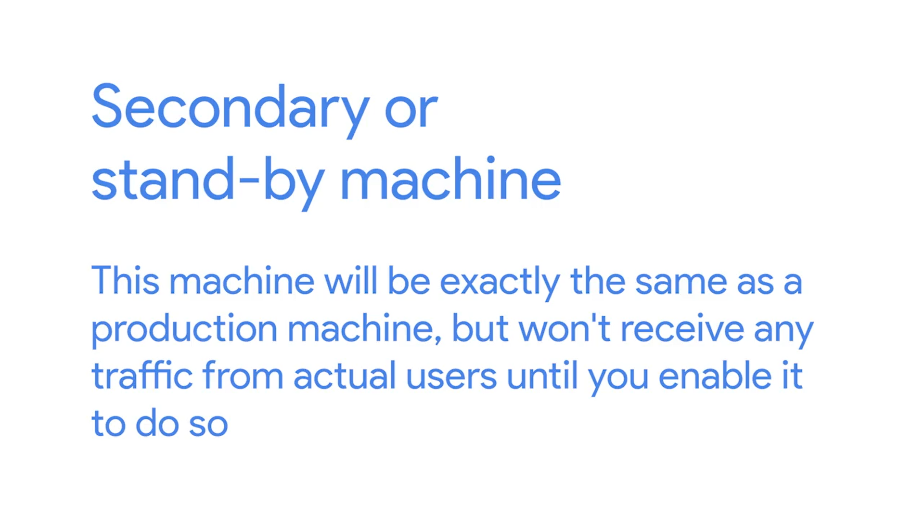 Secondary or
stand-by machine
This machine will be exactly the same as a
production machine, but won't receive any
traffic from actual users until you enable it
to do so